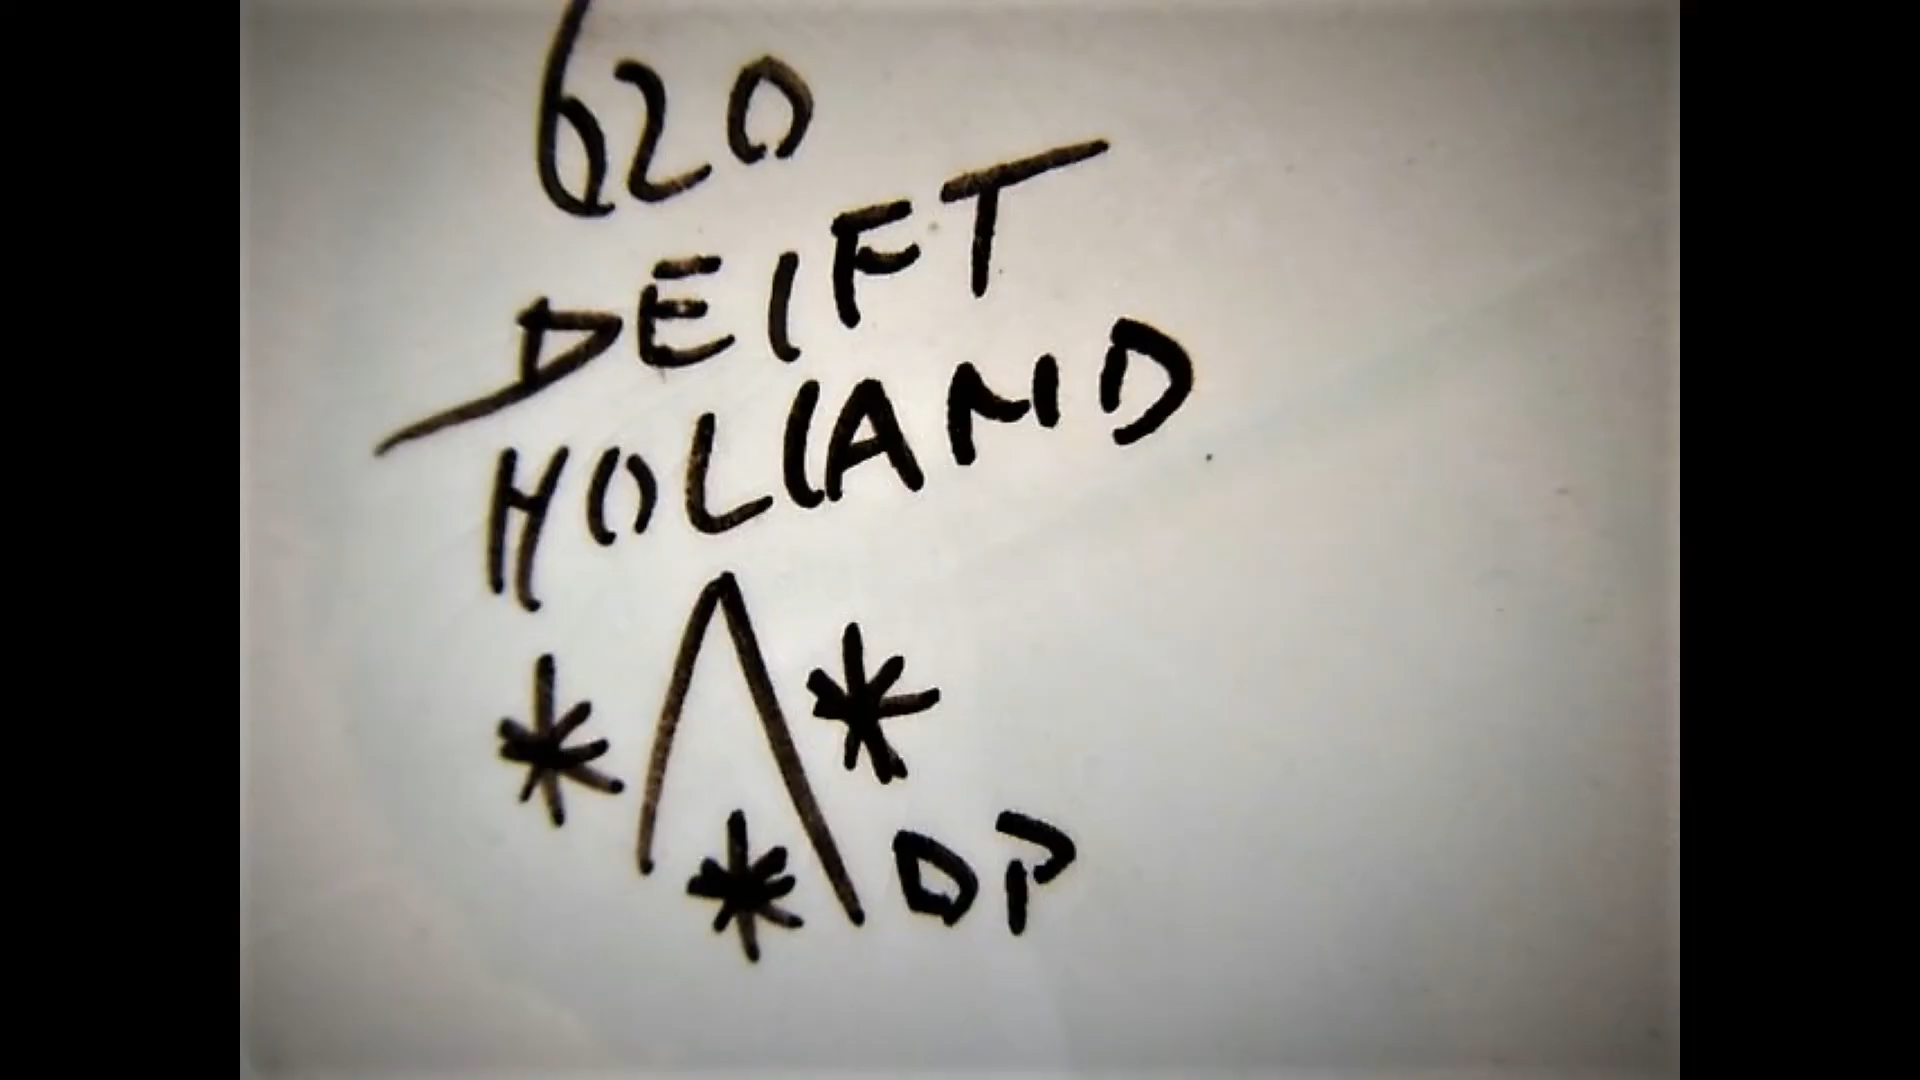 620
DElFT
HOLlAND
* Λ *
* DP